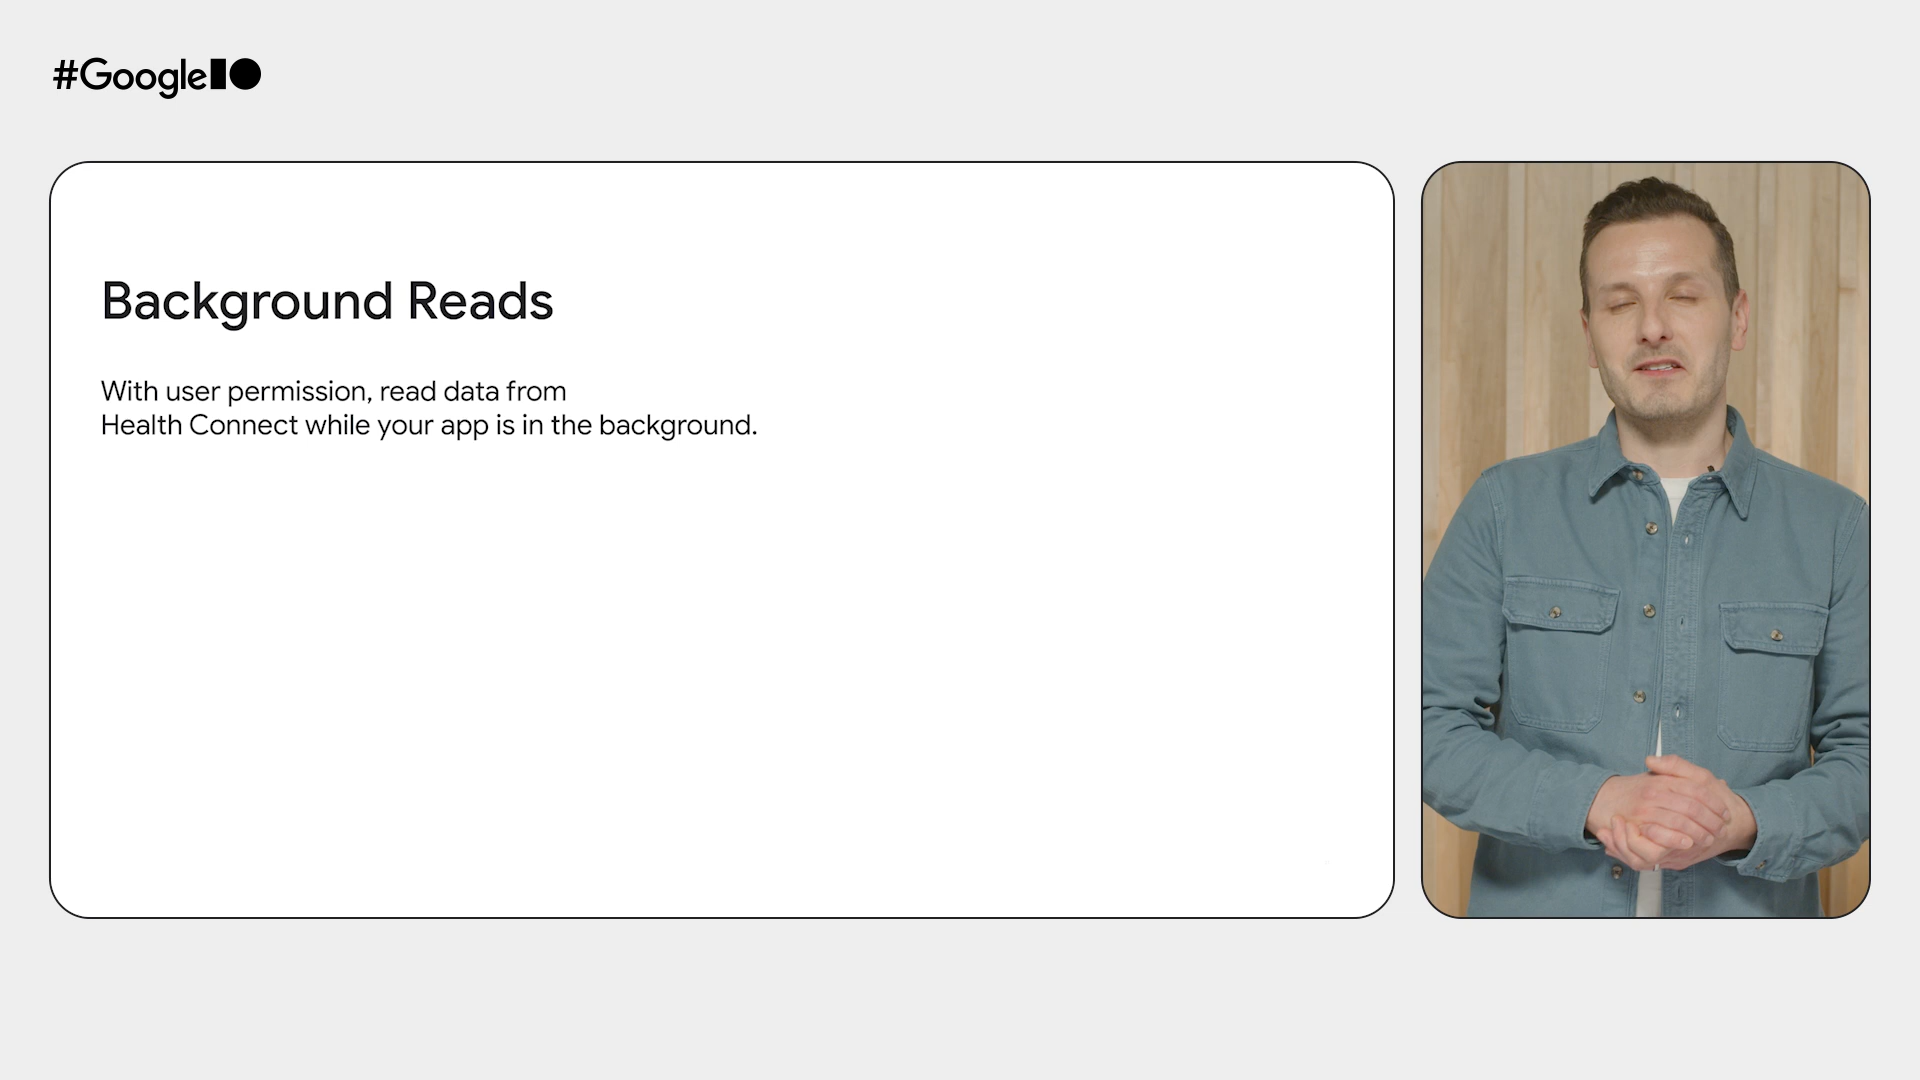 #GoogleIO
Background Reads
With user permission, read data from
Health Connect while your app is in the background.